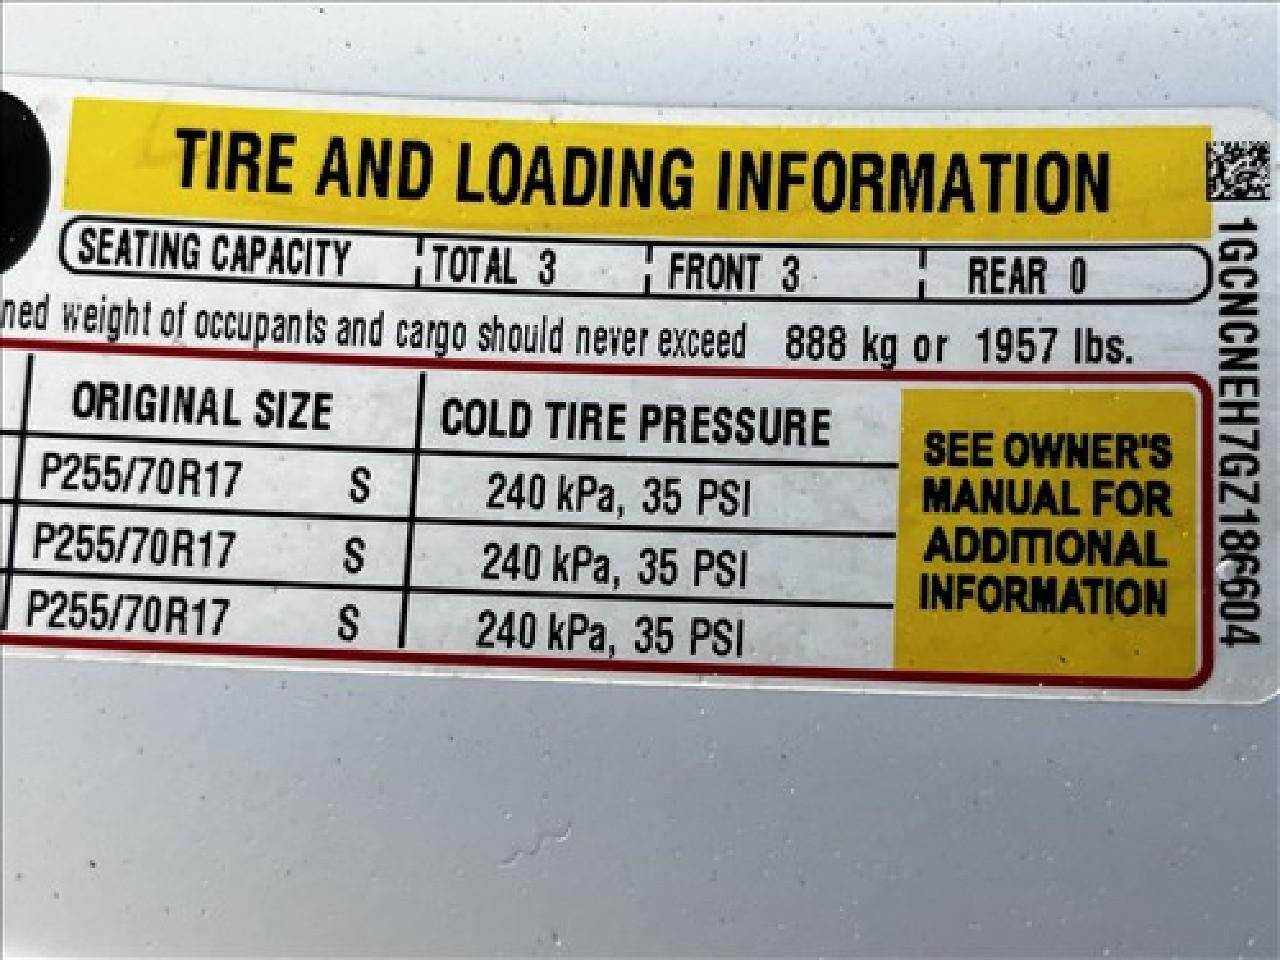 TIRE AND LOADING INFORMATION
SEATING CAPACITY TOTAL 3 FRONT 3 REAR 0
ned weight of occupants and cargo should never exceed 888 kg or 1957 lbs.
ORIGINAL SIZE COLD TIRE PRESSURE
P255/70R17 S 240 kPa, 35 PSI
P255/70R17 S 240 kPa, 35 PSI
P255/70R17 S 240 kPa, 35 PSI
SEE OWNER'S
MANUAL FOR
ADDITIONAL
INFORMATION
1GCNCNEH7GZ186604